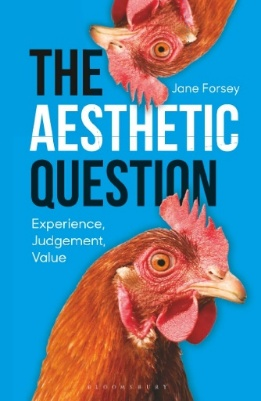 Jane Forsey
THE
AESTHETIC
QUESTION
Experience,
Judgement,
Value
BLOOMSBURY